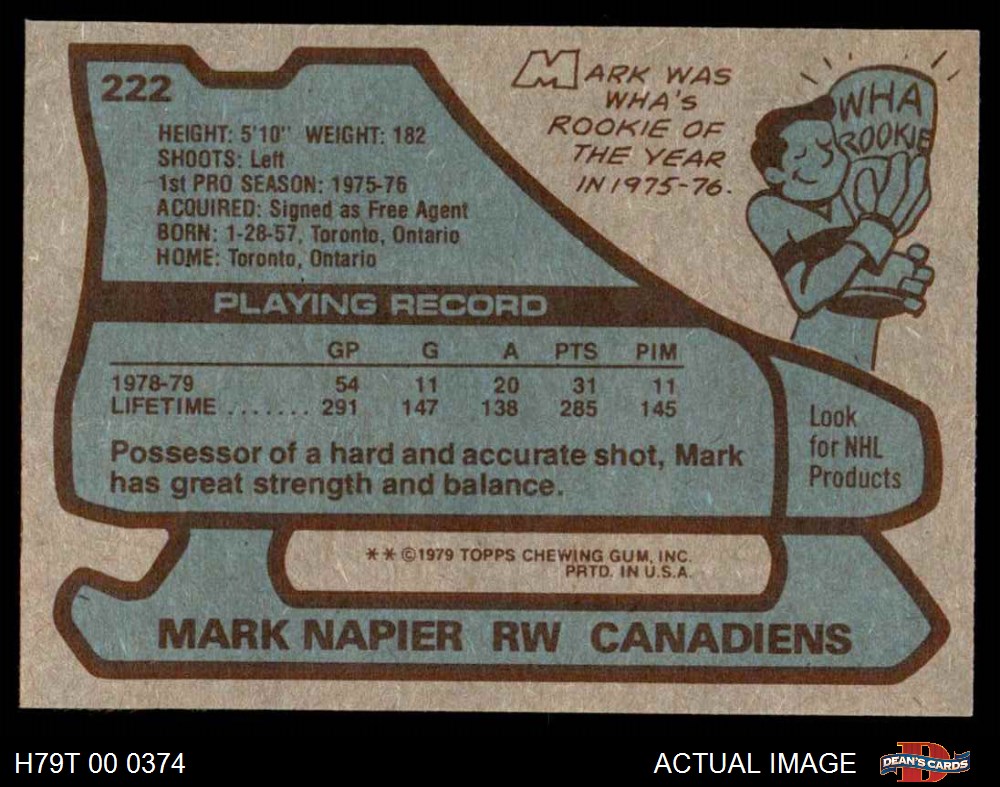 222
HEIGHT: 5'10" WEIGHT: 182
SHOOTS: Left
1st PRO SEASON: 1975-76
ACQUIRED: Signed as Free Agent
BORN: 1-28-57, Toronto, Ontario
HOME: Toronto, Ontario
MARK WAS
WHA'S
ROOKIE OF
THE YEAR
IN 1975-76.
WHA
ROOKIE
PLAYING RECORD
GP G A PTS PIM
1978-79 54 11 20 31 11
LIFETIME ....... 291 147 138 285 145
Possessor of a hard and accurate shot, Mark
has great strength and balance.
Look
for NHL
Products
**©1979 TOPPS CHEWING GUM, INC.
PRTD. IN U.S.A.
MARK NAPIER RW CANADIENS
H79T 00 0374
ACTUAL IMAGE
D
DEAN'S CARDS